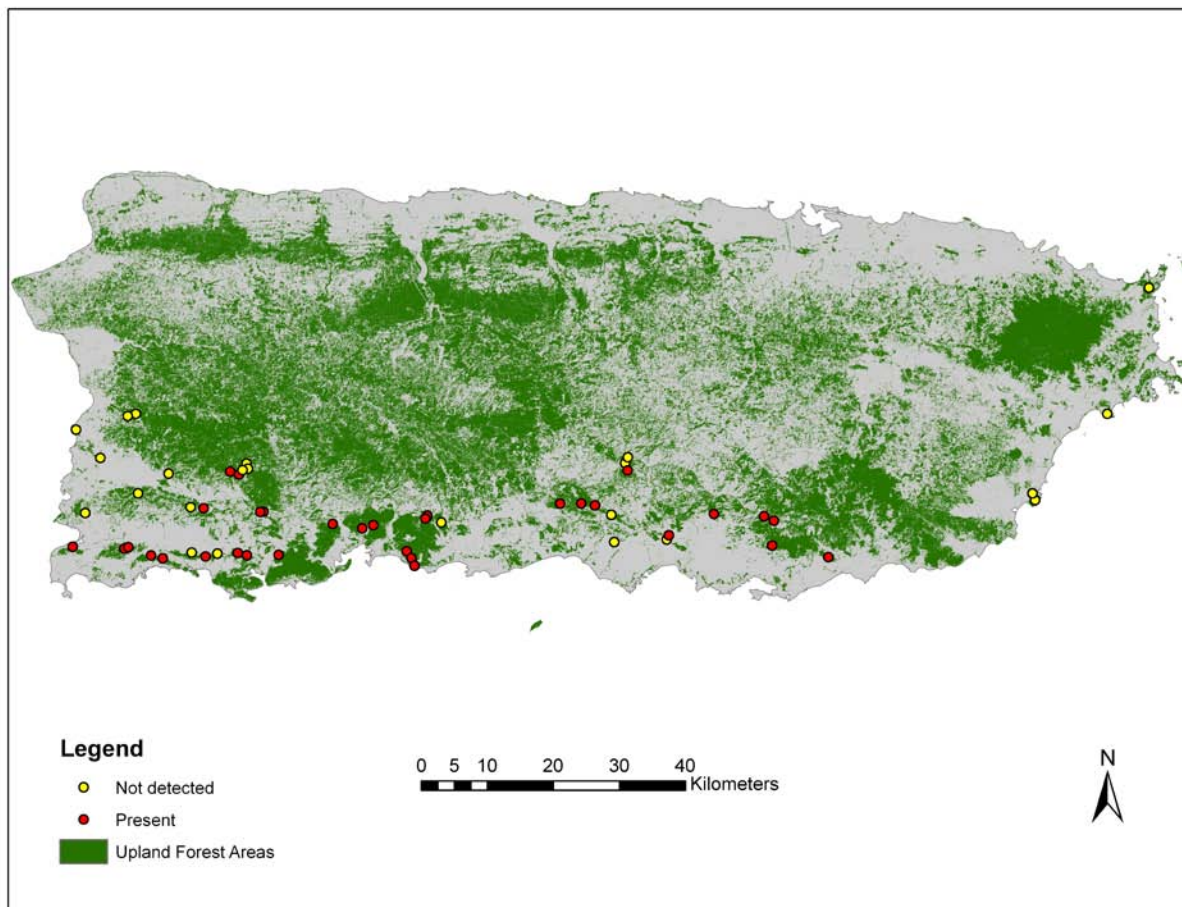 Legend
Not detected
Present
Upland Forest Areas
0 5 10 20 30 40
Kilometers
N